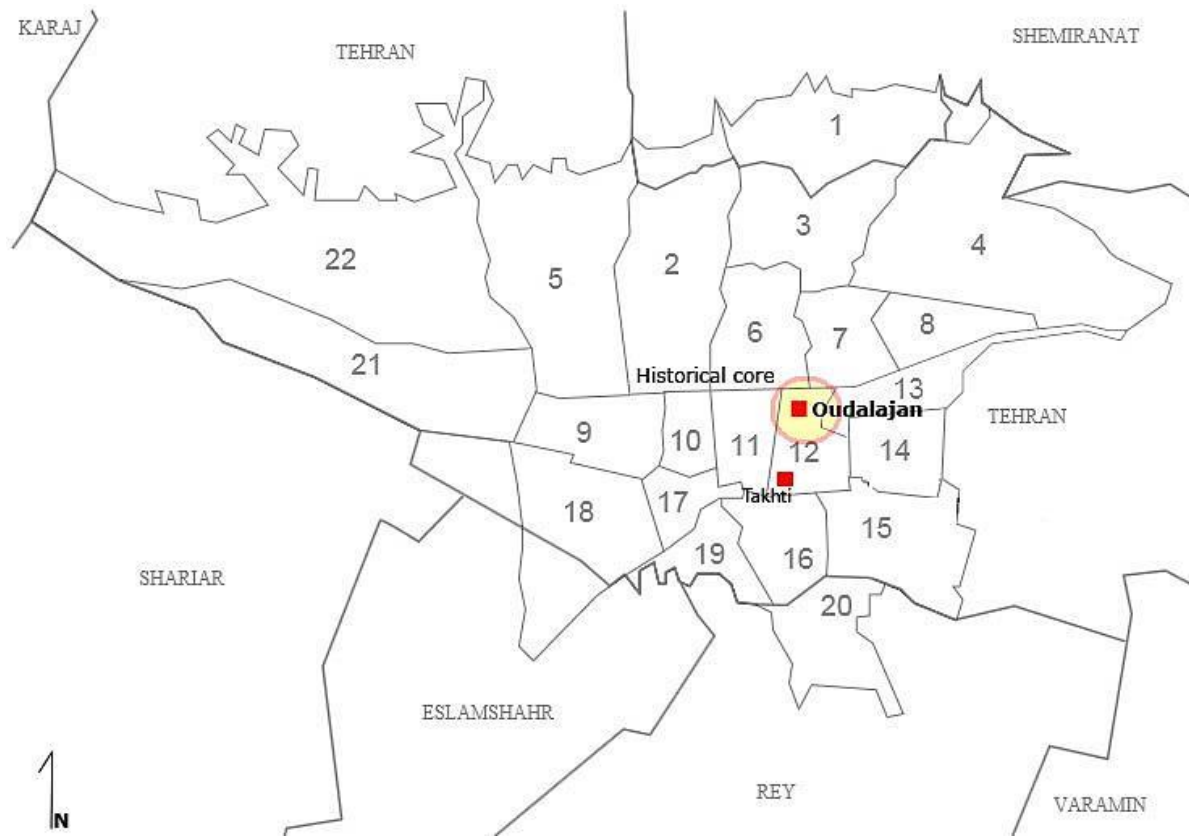 KARAJ
TEHRAN
SHEMIRANAT
1
3
4
2
22
5
6
7
8
21
Historical core
13
Oudalajan
TEHRAN
9
10
11
12
14
Takhti
17
18
15
19
16
SHARIAR
20
ESLAMSHAHR
REY
VARAMIN
N